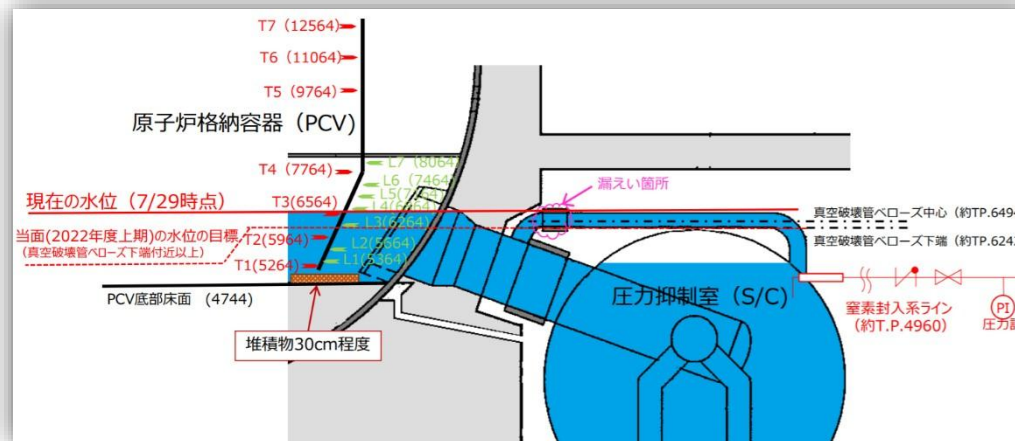 T7 (12564)
T6 (11064)
T5 (9764)
原子炉格納容器（PCV）
T4 (7764)
L7 (8064)
L6 (7464)
漏えい箇所
現在の水位（7/29時点）
T3(6564)
L3(6264)
真空破壊管ベローズ中心（約TP.6494
当面(2022年度上期)の水位の目標
(真空破壊管ベローズ下端付近以上)
T2(5964)
L2(5664)
真空破壊管ベローズ下端（約TP.624
T1(5264)
L1(5364)
PCV底部床面 (4744)
圧力抑制室（S/C）
窒素封入系ライン
(約T.P.4960)
PI
圧力
堆積物30cm程度